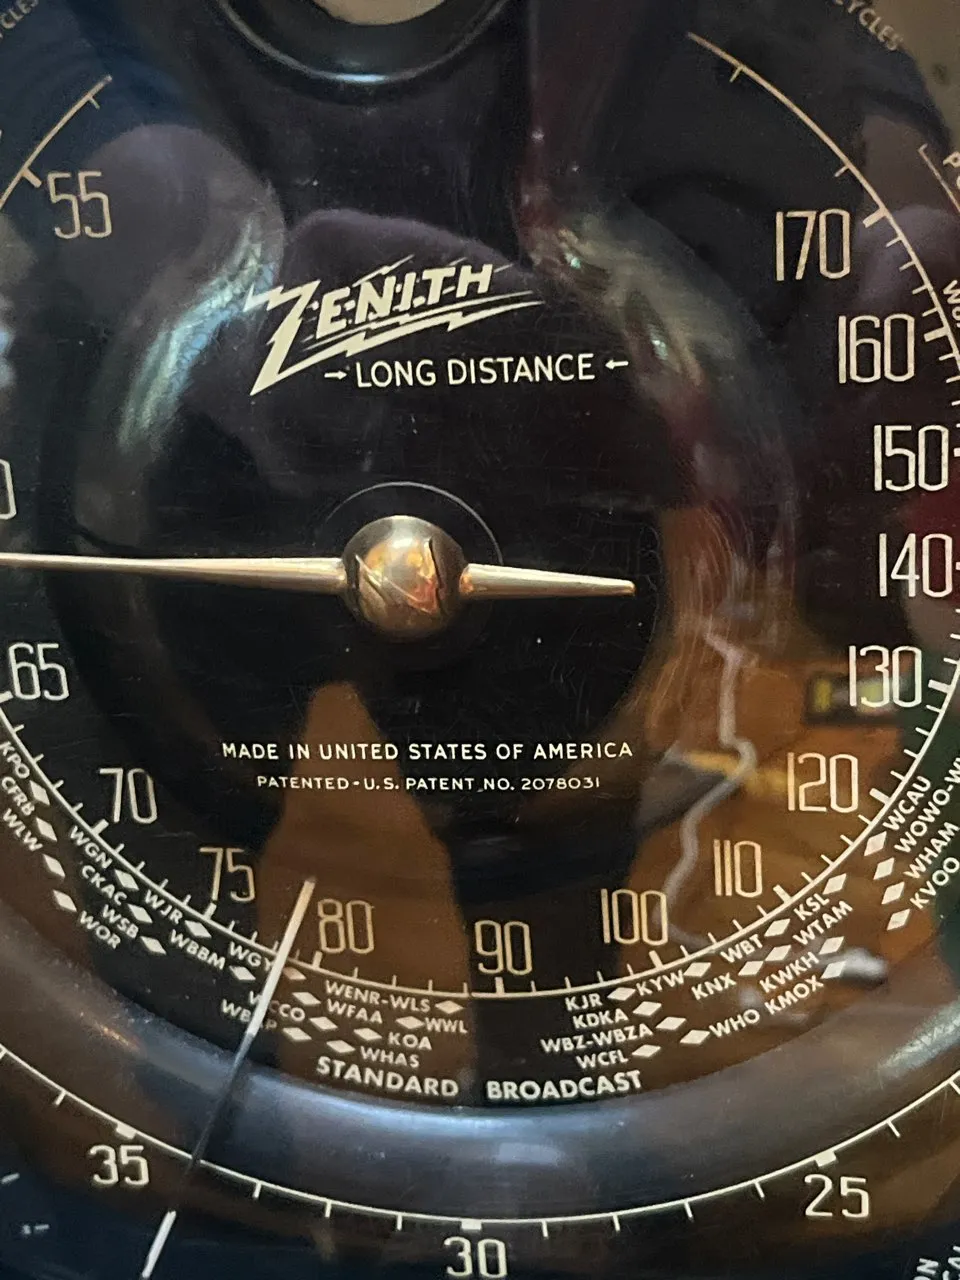 CYCLES
CYCLES
55
170
160
150
140
130
120
110
100
90
80
75
70
65
ZENITH
LONG DISTANCE
MADE IN UNITED STATES OF AMERICA
PATENTED-U.S. PATENT NO. 2078031
KPO
CFRB
WLW
WGN
CKAC
WSB
WOR
WJR
WBBM
WGY
WENR-WLS
WFAA
WWL
KOA
WHAS
KJR
KDKA
WBZ-WBZA
WCFL
KYW
KNX
WBT
WHO
KSL
WTAM
KWKH
KMOX
WCAU
WHAM
KVOO
STANDARD BROADCAST
35
30
25